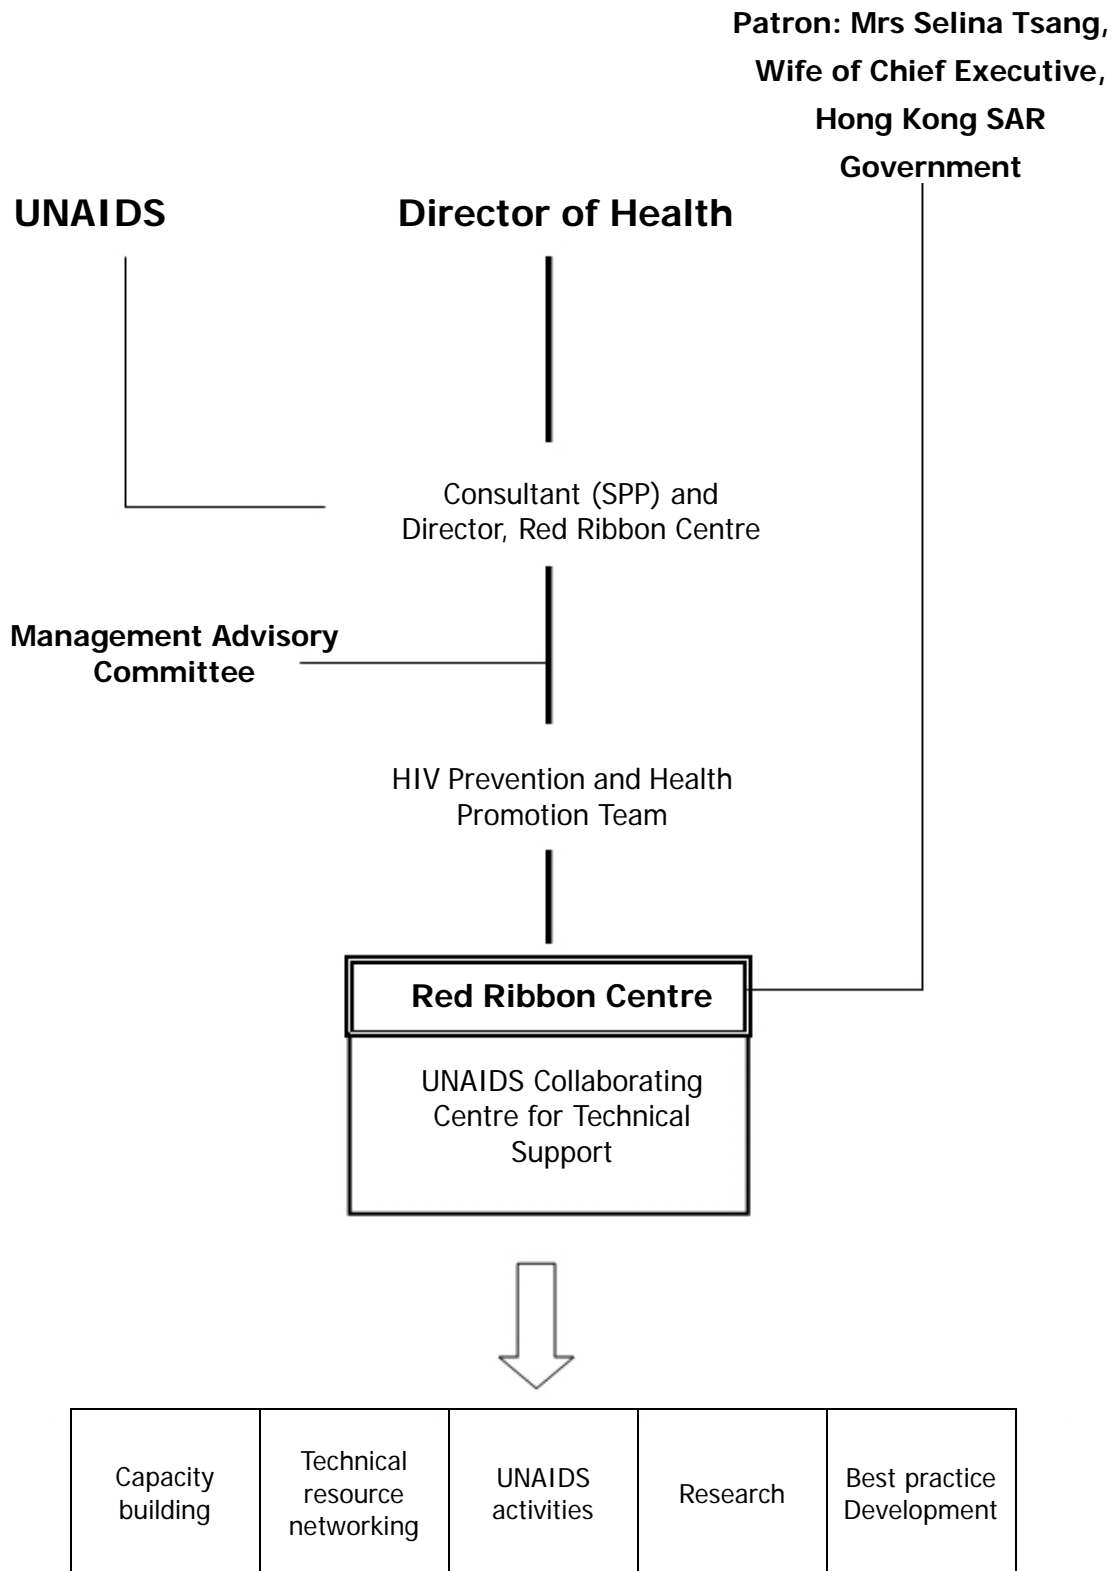 Patron: Mrs Selina Tsang,
Wife of Chief Executive,
Hong Kong SAR
Government
UNAIDS
Director of Health
Consultant (SPP) and
Director, Red Ribbon Centre
Management Advisory
Committee
HIV Prevention and Health
Promotion Team
Red Ribbon Centre
UNAIDS Collaborating
Centre for Technical
Support
Capacity
building
Technical
resource
networking
UNAIDS
activities
Research
Best practice
Development